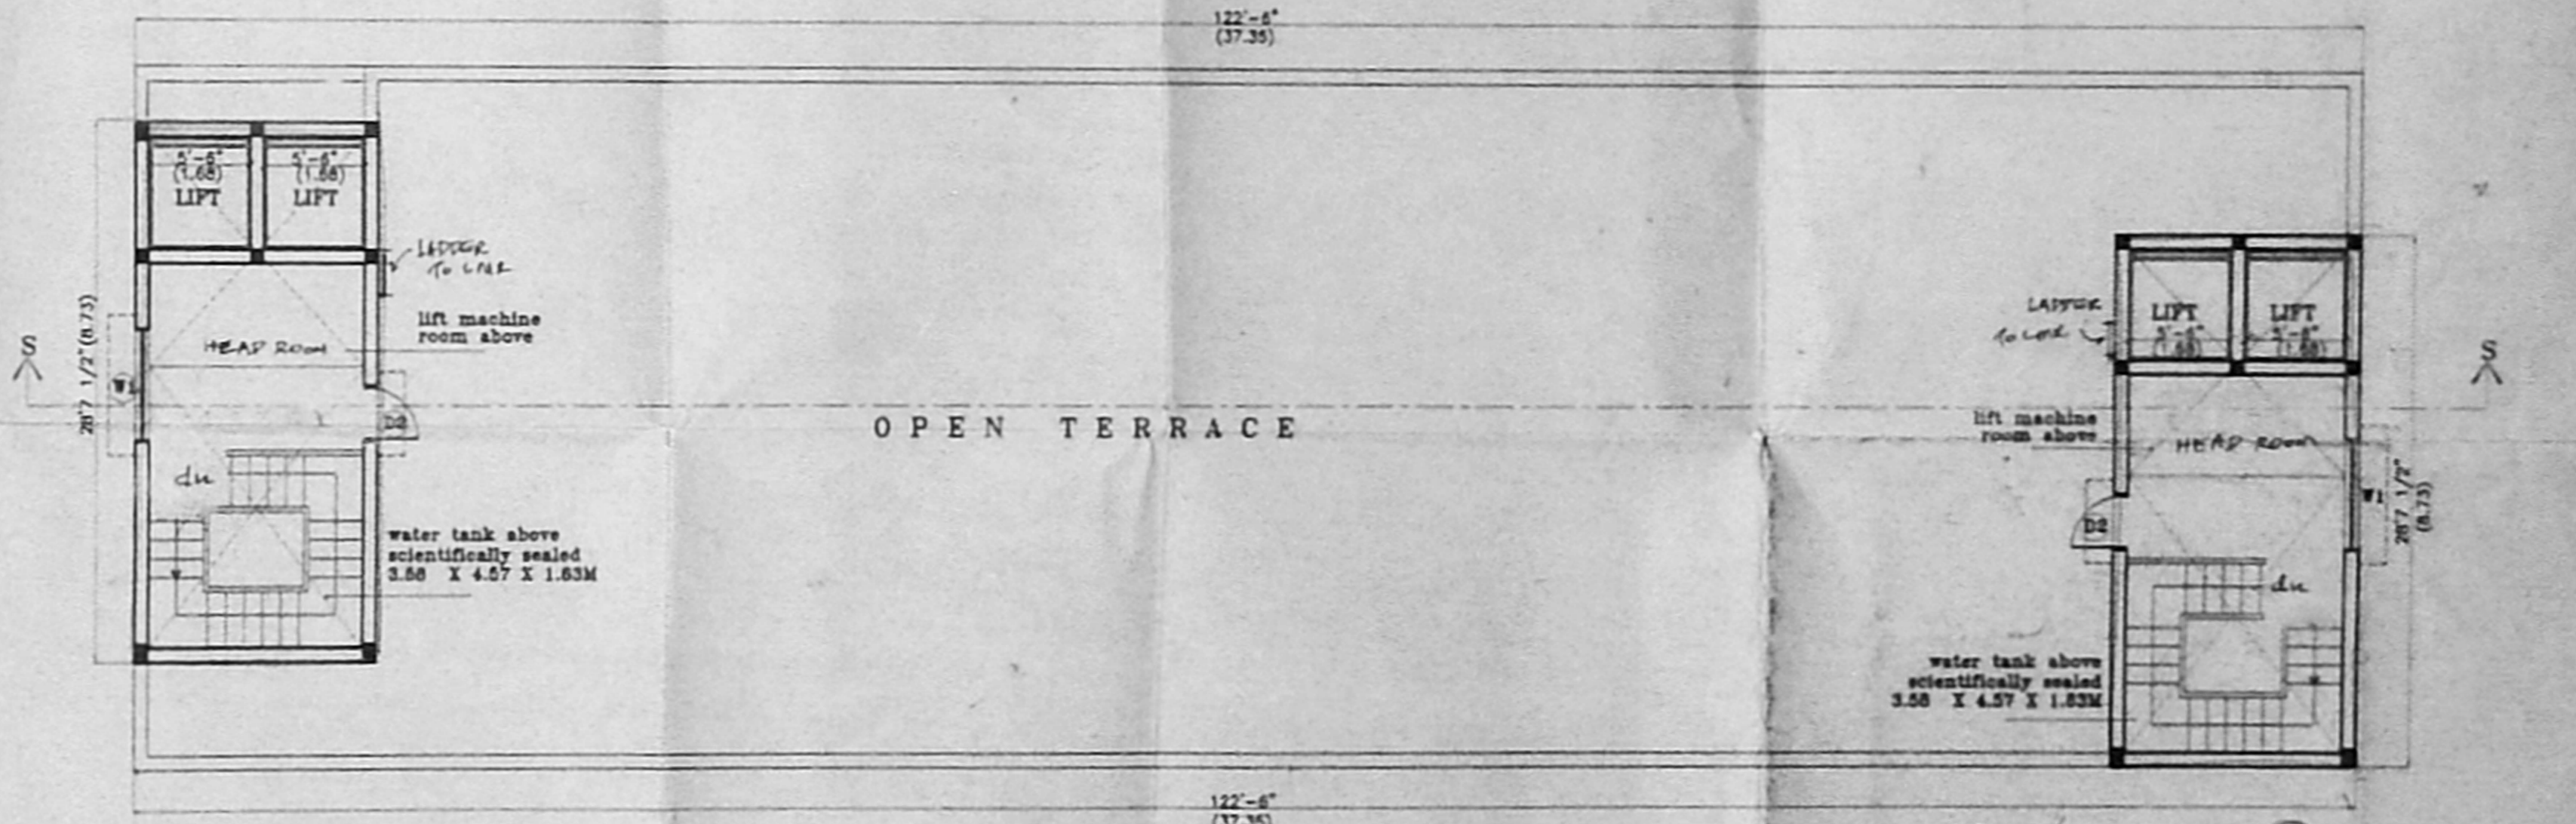 122'-6"
(37.35)
5'-6"
(1.68)
LIFT
5'-6"
(1.68)
LIFT
LADDER
To LMR
lift machine
room above
HEAD ROOM
28'7 1/2" (8.73)
S
W1
D2
dn
water tank above
scientifically sealed
3.58 X 4.57 X 1.63M
OPEN TERRACE
LIFT
5'-6"
(1.68)
LIFT
5'-6"
(1.68)
LADDER
To LMR
S
lift machine
room above
HEAD ROOM
W1
28'7 1/2"
(8.73)
D2
dn
water tank above
scientifically sealed
3.58 X 4.57 X 1.63M
122'-6"
(37.35)